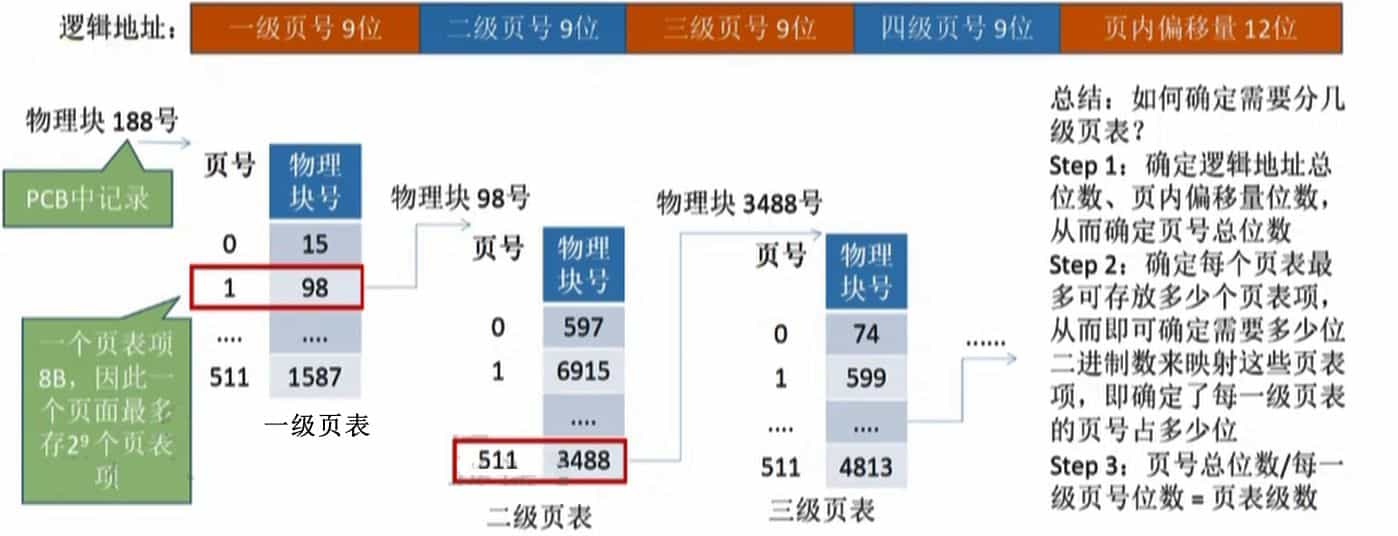 逻辑地址： 一级页号 9位 二级页号 9位 三级页号 9位 四级页号 9位 页内偏移量 12位
物理块 188号
PCB中记录
一个页表项
8B，因此一
个页面最多
存2⁹ 个页表
项
页号 物理
块号
0 15
1 98
.... ....
511 1587
一级页表
物理块 98号
页号 物理
块号
0 597
1 6915
....
511 3488
二级页表
物理块 3488号
页号 物理
块号
0 74
1 599
.... ....
511 4813
三级页表
......
总结：如何确定需要分几
级页表？
Step 1：确定逻辑地址总
位数、页内偏移量位数，
从而确定页号总位数
Step 2：确定每个页表最
多可存放多少个页表项，
从而即可确定需要多少位
二进制数来映射这些页表
项，即确定了每一级页表
的页号占多少位
Step 3：页号总位数/每一
级页号位数 = 页表级数